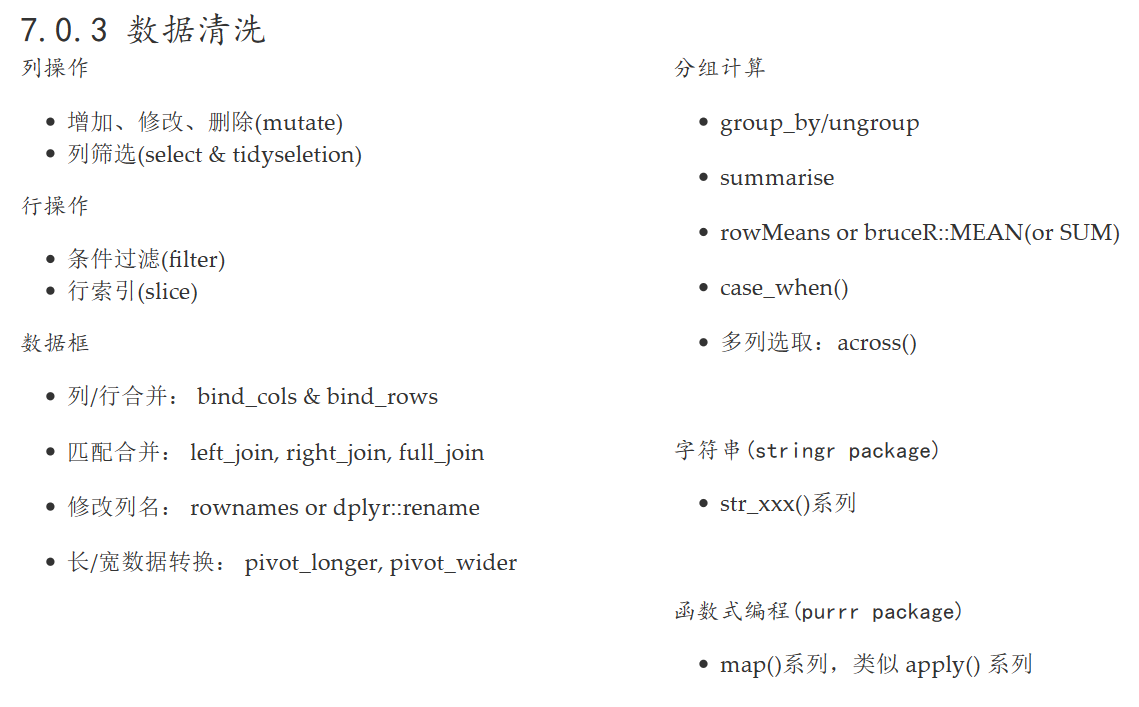 7.0.3 数据清洗
列操作
• 增加、修改、删除(mutate)
• 列筛选(select & tidyseletion)
行操作
• 条件过滤(filter)
• 行索引(slice)
数据框
• 列/行合并： bind_cols & bind_rows
• 匹配合并： left_join, right_join, full_join
• 修改列名： rownames or dplyr::rename
• 长/宽数据转换： pivot_longer, pivot_wider
分组计算
• group_by/ungroup
• summarise
• rowMeans or bruceR::MEAN(or SUM)
• case_when()
• 多列选取：across()
字符串(stringr package)
• str_xxx()系列
函数式编程(purrr package)
• map()系列，类似 apply() 系列